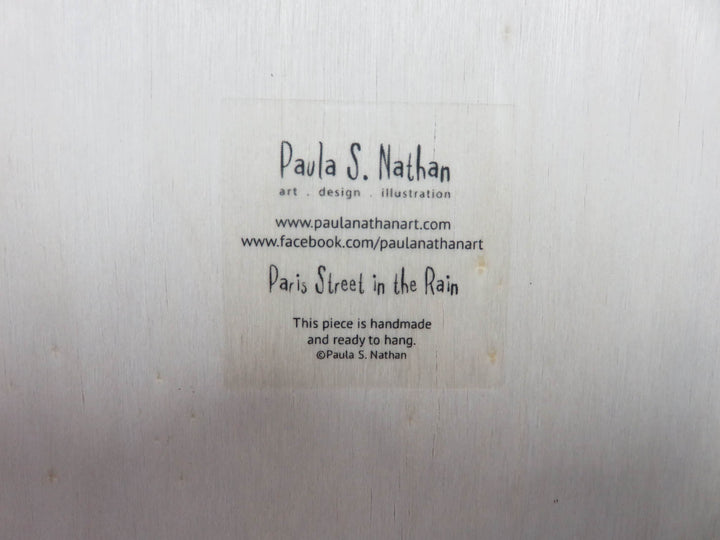 Paula S. Nathan
art . design . illustration
www.paulanathanart.com
www.facebook.com/paulanathanart
Paris Street in the Rain
This piece is handmade
and ready to hang.
©Paula S. Nathan